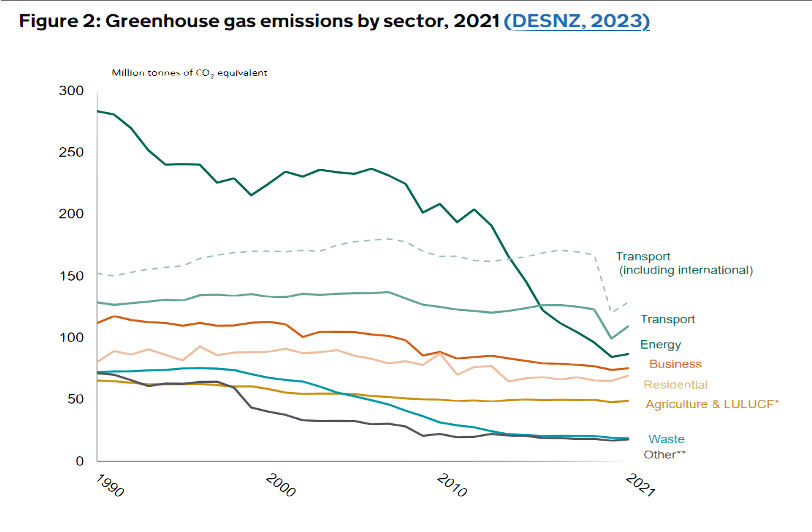 Figure 2: Greenhouse gas emissions by sector, 2021 (DESNZ, 2023)
Million tonnes of CO₂ equivalent
300
250
200
150
100
50
0
Transport
(including international)
Transport
Energy
Business
Residential
Agriculture & LULUCF*
Waste
Other**
1990
2000
2010
2021